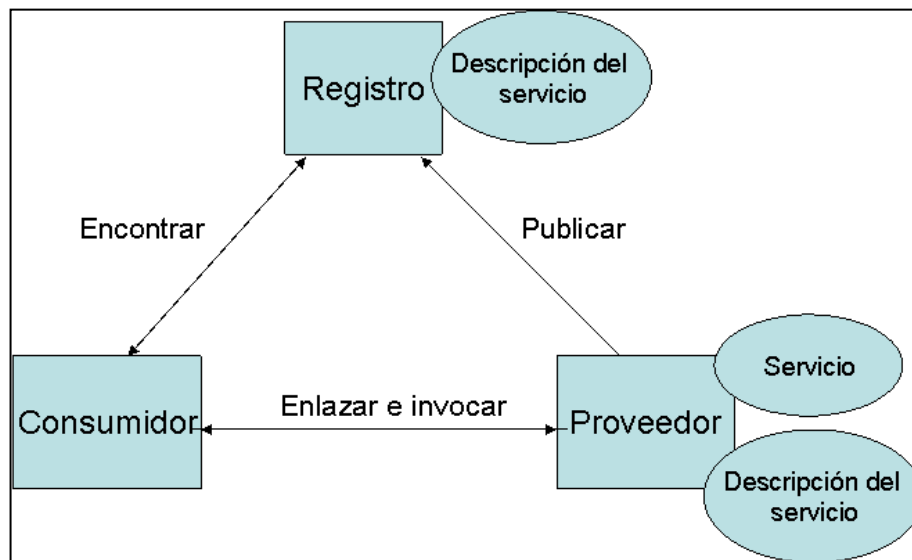 Registro
Descripción del
servicio
Encontrar
Publicar
Consumidor
Enlazar e invocar
Proveedor
Servicio
Descripción del
servicio